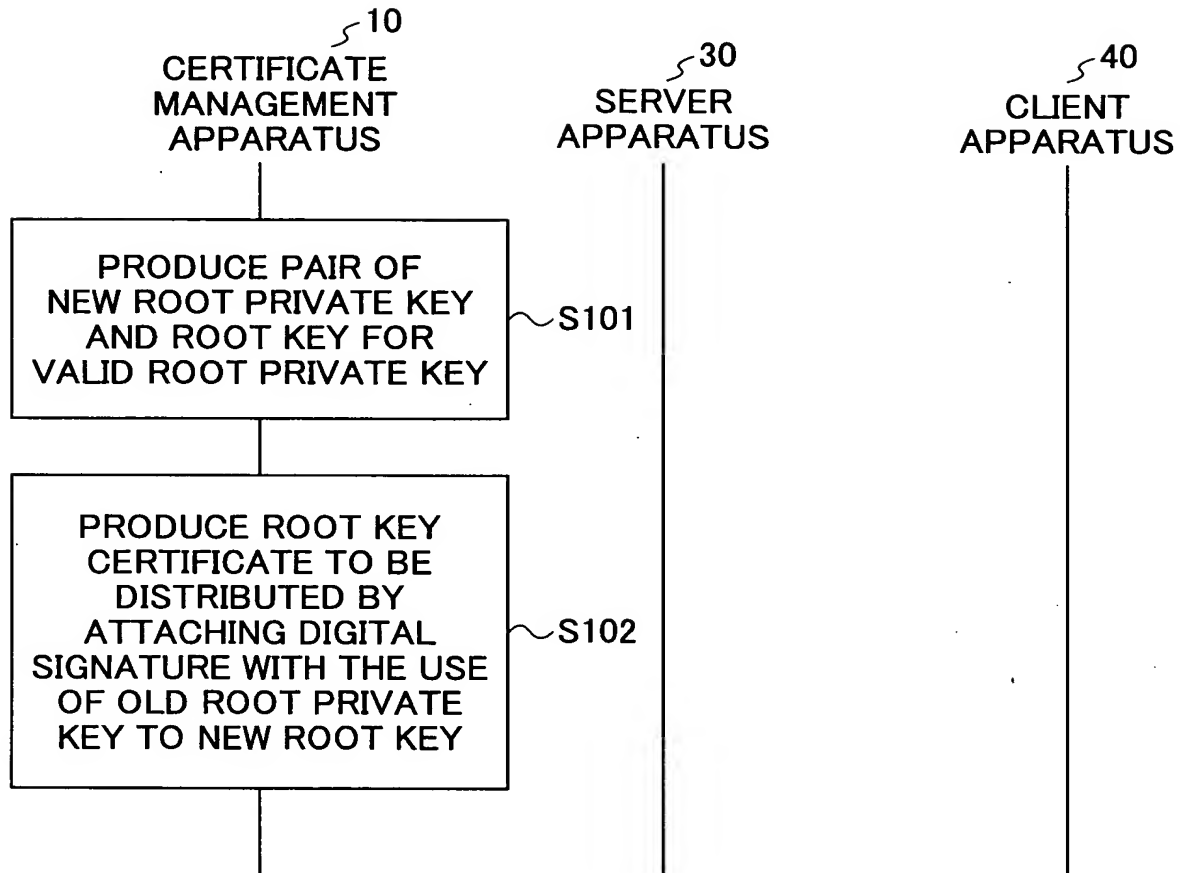 10
CERTIFICATE
MANAGEMENT
APPARATUS
30
SERVER
APPARATUS
40
CLIENT
APPARATUS
PRODUCE PAIR OF
NEW ROOT PRIVATE KEY
AND ROOT KEY FOR
VALID ROOT PRIVATE KEY
S101
PRODUCE ROOT KEY
CERTIFICATE TO BE
DISTRIBUTED BY
ATTACHING DIGITAL
SIGNATURE WITH THE USE
OF OLD ROOT PRIVATE
KEY TO NEW ROOT KEY
S102